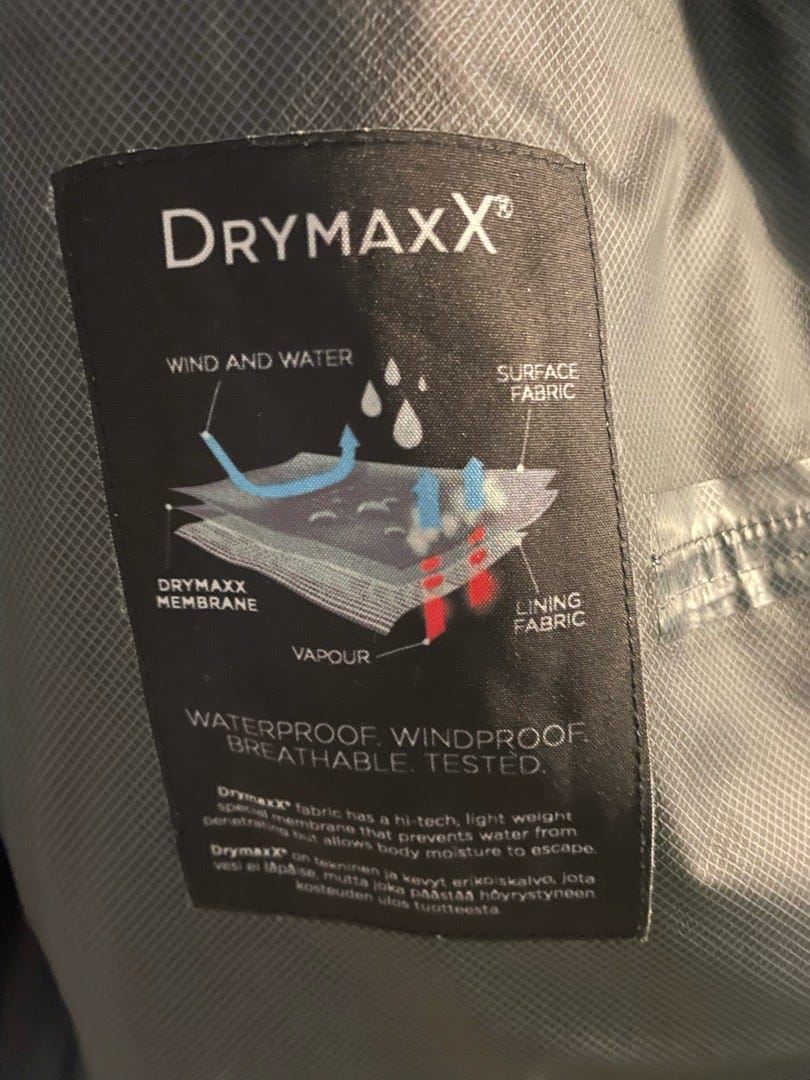 DRYMAXX®
WIND AND WATER
SURFACE
FABRIC
DRYMAXX
MEMBRANE
LINING
FABRIC
VAPOUR
WATERPROOF. WINDPROOF.
BREATHABLE. TESTED.
DrymaxX® fabric has a hi-tech, light weight
special membrane that prevents water from
penetrating but allows body moisture to escape.
DrymaxX® on tekninen ja kevyt erikoiskalvo, jota
vesi ei läpäise, mutta joka päästää höyrystyneen
kosteuden ulos tuotteesta.